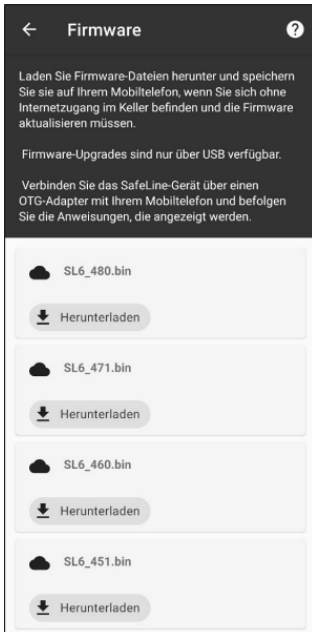 Firmware
?
Laden Sie Firmware-Dateien herunter und speichern
Sie sie auf Ihrem Mobiltelefon, wenn Sie sich ohne
Internetzugang im Keller befinden und die Firmware
aktualisieren müssen.
Firmware-Upgrades sind nur über USB verfügbar.
Verbinden Sie das SafeLine-Gerät über einen
OTG-Adapter mit Ihrem Mobiltelefon und befolgen
Sie die Anweisungen, die angezeigt werden.
SL6_480.bin
Herunterladen
SL6_471.bin
Herunterladen
SL6_460.bin
Herunterladen
SL6_451.bin
Herunterladen